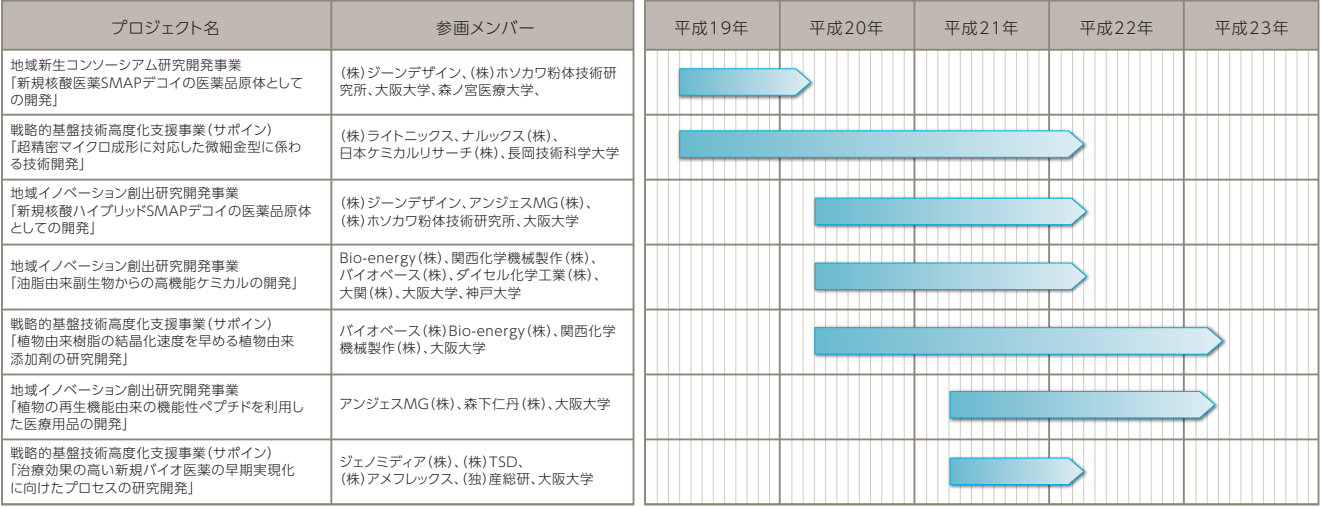 プロジェクト名
参画メンバー
平成19年
平成20年
平成21年
平成22年
平成23年
地域新生コンソーシアム研究開発事業
「新規核酸医薬SMAPデコイの医薬品原体として
の開発」
(株)ジーンデザイン、(株)ホソカワ粉体技術研
究所、大阪大学、森ノ宮医療大学、
戦略的基盤技術高度化支援事業(サポイン)
「超精密マイクロ成形に対応した微細金型に係わ
る技術開発」
(株)ライトニックス、ナルックス(株)、
日本ケミカルリサーチ(株)、長岡技術科学大学
地域イノベーション創出研究開発事業
「新規核酸ハイブリッドSMAPデコイの医薬品原体
としての開発」
(株)ジーンデザイン、アンジェスMG(株)、
(株)ホソカワ粉体技術研究所、大阪大学
地域イノベーション創出研究開発事業
「油脂由来副生物からの高機能ケミカルの開発」
Bio-energy(株)、関西化学機械製作(株)、
バイオベース(株)、ダイセル化学工業(株)、
大関(株)、大阪大学、神戸大学
戦略的基盤技術高度化支援事業(サポイン)
「植物由来樹脂の結晶化速度を早める植物由来
添加剤の研究開発」
バイオベース(株)Bio-energy(株)、関西化学
機械製作(株)、大阪大学
地域イノベーション創出研究開発事業
「植物の再生機能由来の機能性ペプチドを利用し
た医療用品の開発」
アンジェスMG(株)、森下仁丹(株)、大阪大学
戦略的基盤技術高度化支援事業(サポイン)
「治療効果の高い新規バイオ医薬の早期実現化
に向けたプロセスの研究開発」
ジェノミディア(株)、(株)TSD、
(株)アメフレックス、(独)産総研、大阪大学